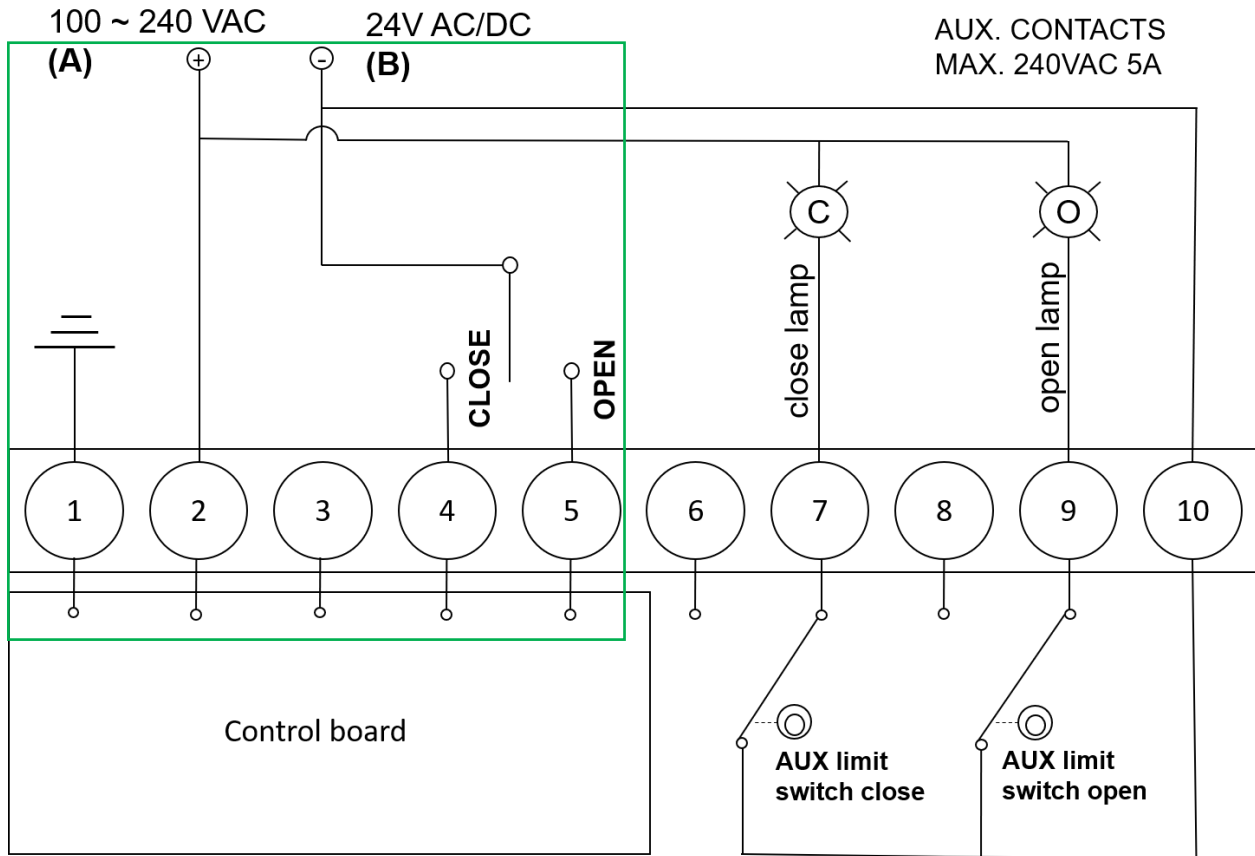 100 ~ 240 VAC
(A)
24V AC/DC
(B)
AUX. CONTACTS
MAX. 240VAC 5A
+
-
C
O
close lamp
open lamp
CLOSE
OPEN
1
2
3
4
5
6
7
8
9
10
Control board
AUX limit
switch close
AUX limit
switch open